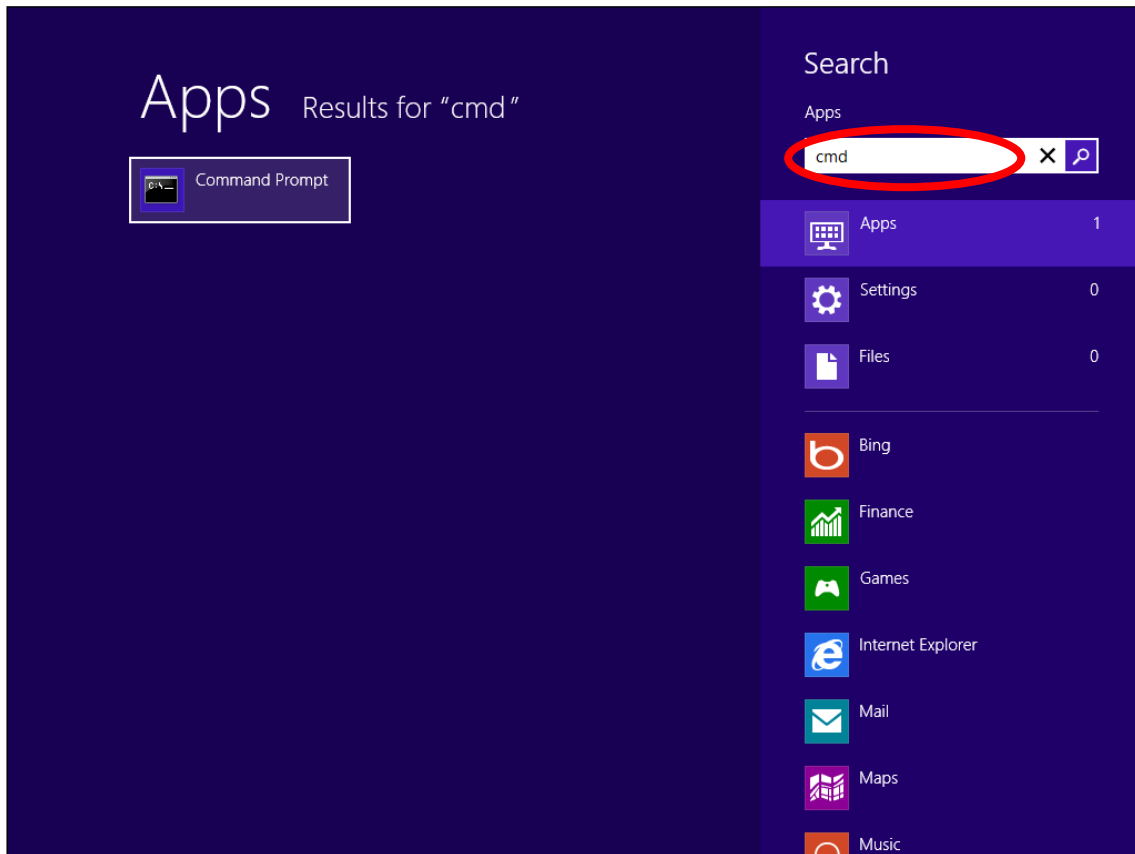 Apps Results for "cmd"
Command Prompt
Search
Apps
cmd
Apps 1
Settings 0
Files 0
Bing
Finance
Games
Internet Explorer
Mail
Maps
Music